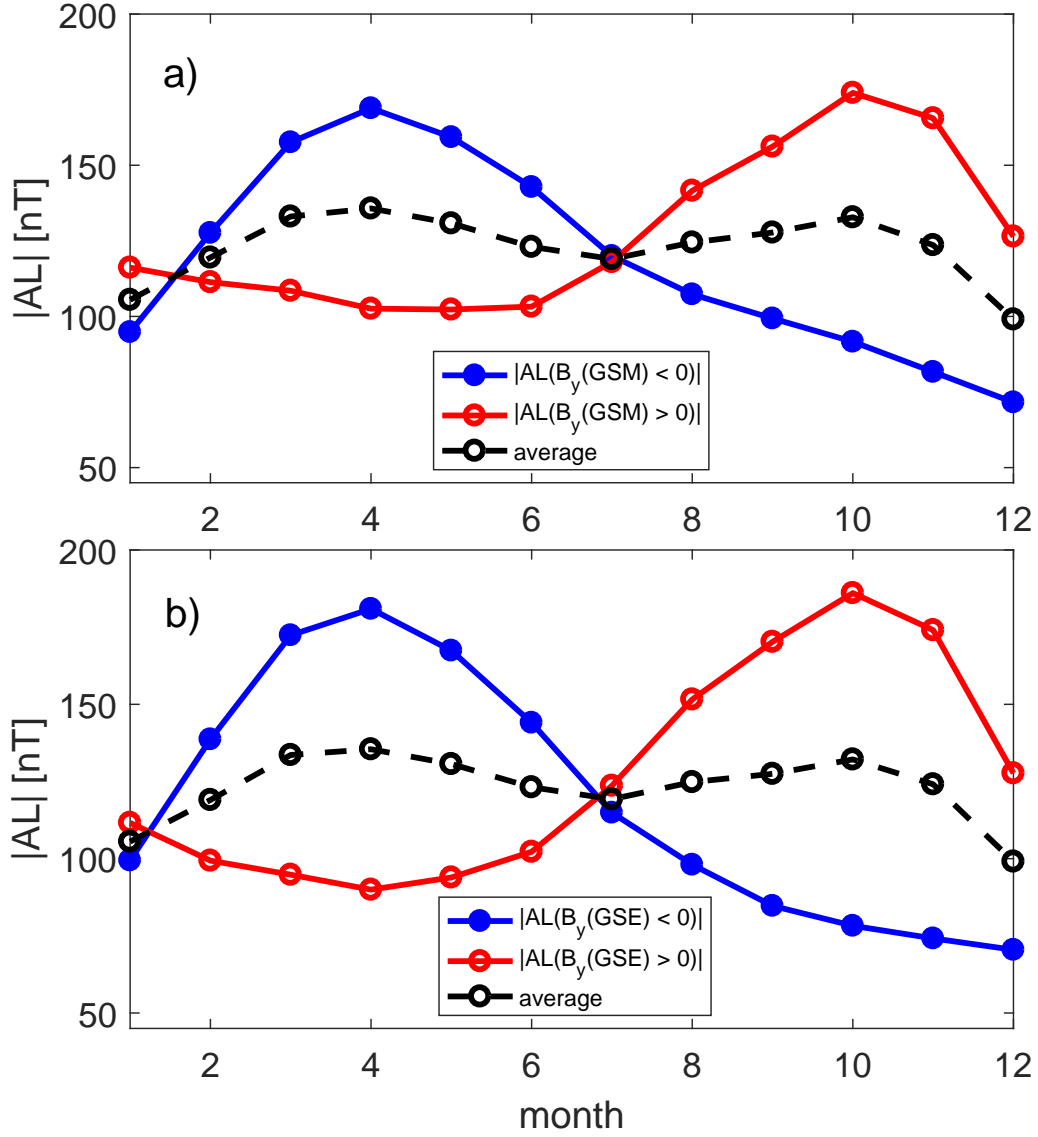 200
a)
150
|AL| [nT]
100
|AL(B_y(GSM) < 0)|
|AL(B_y(GSM) > 0)|
average
50
2 4 6 8 10 12
200
b)
150
|AL| [nT]
100
|AL(B_y(GSE) < 0)|
|AL(B_y(GSE) > 0)|
average
50
2 4 6 8 10 12
month